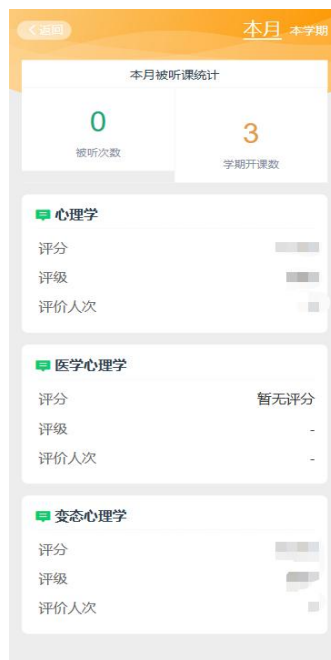 < 返回
本月 本学期
本月被听课统计
0
被听次数
3
学期开课数
心理学
评分
评级
评价人次
医学心理学
评分 暂无评分
评级 -
评价人次 -
变态心理学
评分
评级
评价人次